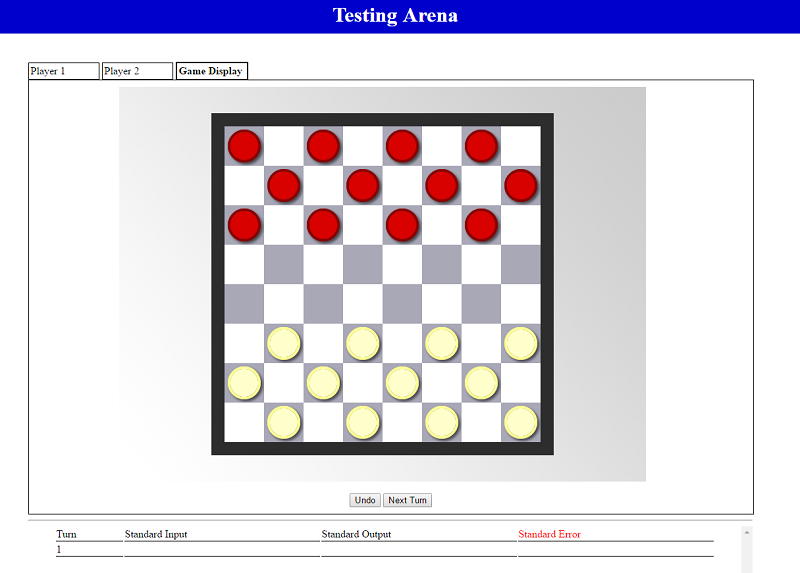 Testing Arena
Player 1 Player 2 Game Display
Undo Next Turn
Turn Standard Input Standard Output Standard Error
1